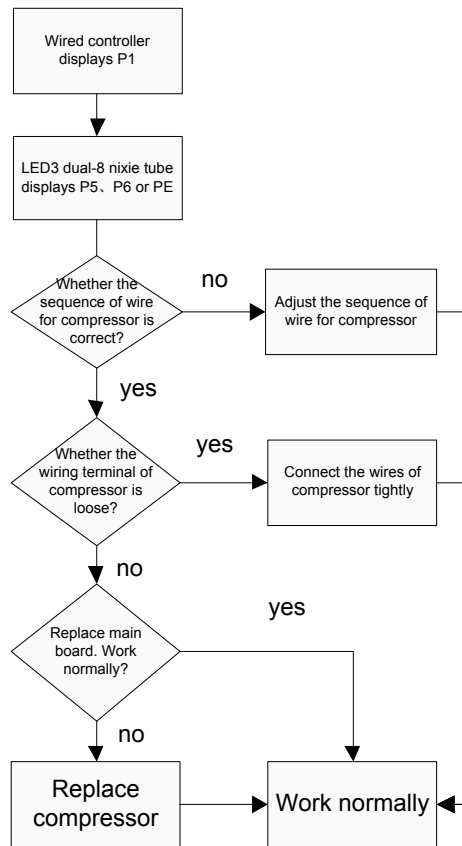 Wired controller
displays P1
LED3 dual-8 nixie tube
displays P5、P6 or PE
Whether the
sequence of wire
for compressor is
correct?
no
Adjust the sequence of
wire for compressor
yes
Whether the
wiring terminal of
compressor is
loose?
yes
Connect the wires of
compressor tightly
no
Replace main
board. Work
normally?
yes
no
Replace
compressor
Work normally